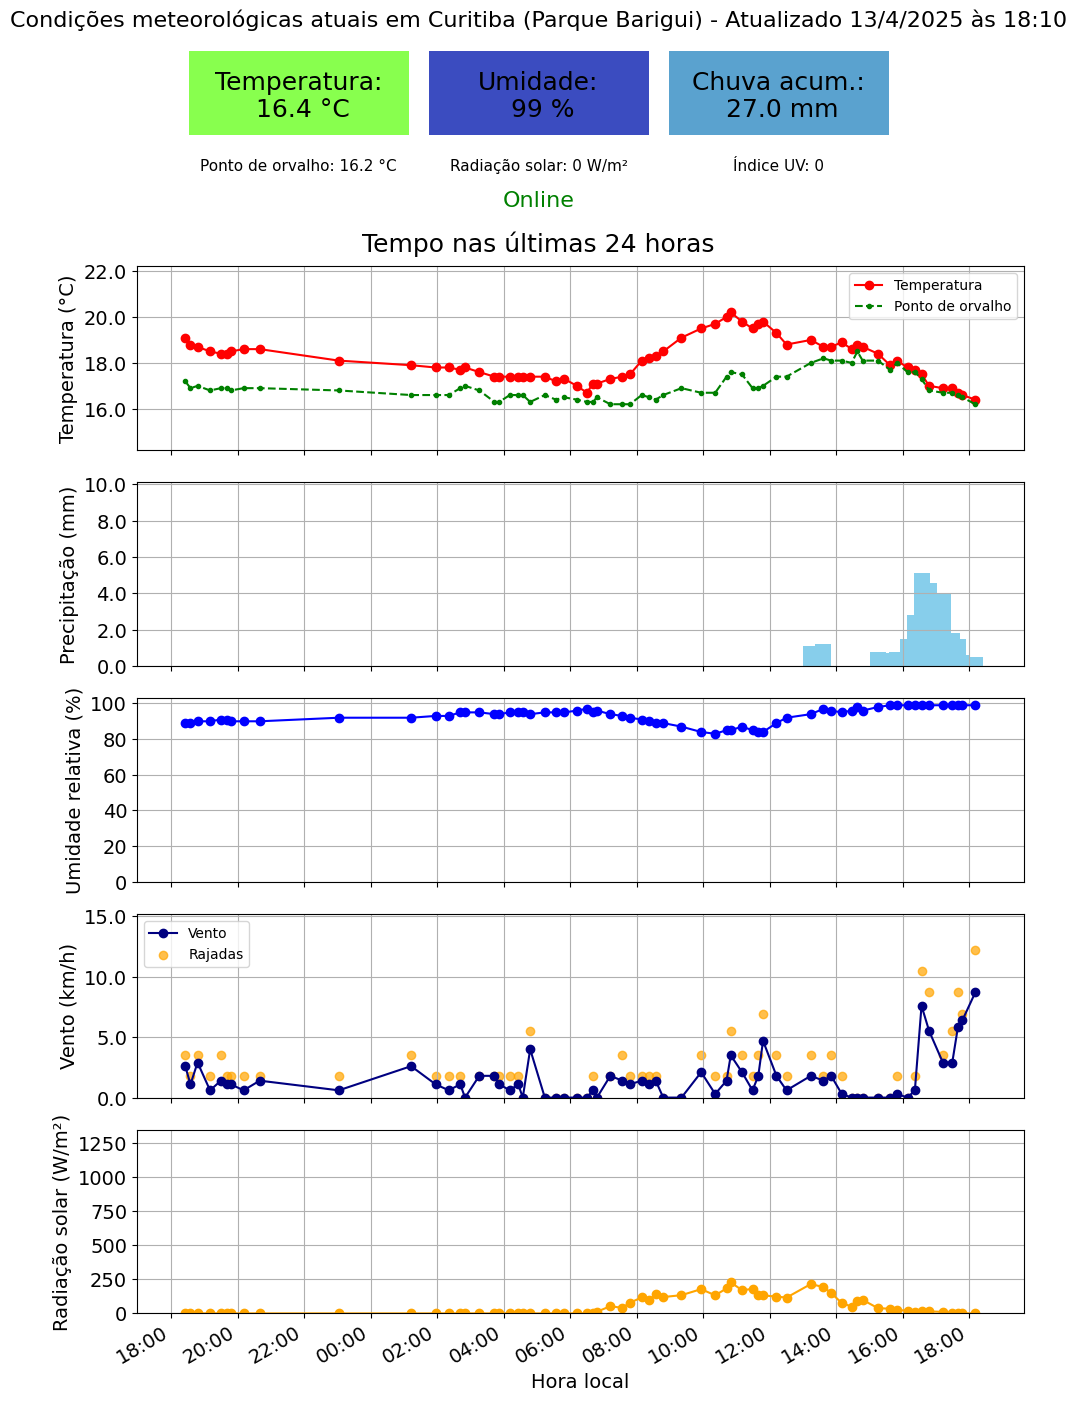 Condições meteorológicas atuais em Curitiba (Parque Barigui) - Atualizado 13/4/2025 às 18:10
Temperatura:
16.4 °C
Umidade:
99 %
Chuva acum.:
27.0 mm
Ponto de orvalho: 16.2 °C
Radiação solar: 0 W/m²
Índice UV: 0
Online
Tempo nas últimas 24 horas
Temperatura (°C)
22.0
20.0
18.0
16.0
Temperatura
Ponto de orvalho
Precipitação (mm)
10.0
8.0
6.0
4.0
2.0
0.0
Umidade relativa (%)
100
80
60
40
20
0
Vento (km/h)
15.0
10.0
5.0
0.0
Vento
Rajadas
Radiação solar (W/m²)
1250
1000
750
500
250
0
18:00
20:00
22:00
00:00
02:00
04:00
06:00
08:00
10:00
12:00
14:00
16:00
18:00
Hora local